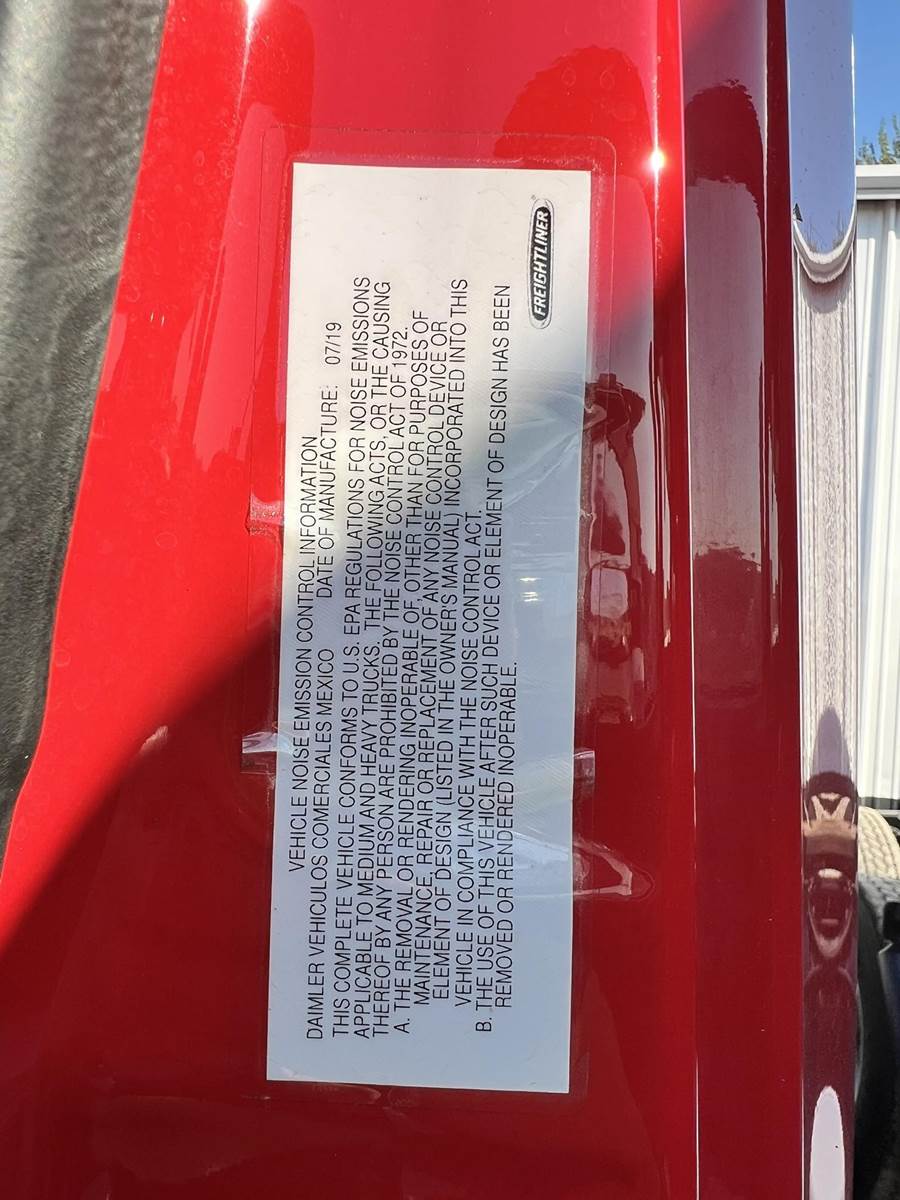 FREIGHTLINER
VEHICLE NOISE EMISSION CONTROL INFORMATION
DAIMLER VEHICULOS COMERCIALES MEXICO DATE OF MANUFACTURE: 07/19
THIS COMPLETE VEHICLE CONFORMS TO U.S. EPA REGULATIONS FOR NOISE EMISSIONS
APPLICABLE TO MEDIUM AND HEAVY TRUCKS. THE FOLLOWING ACTS, OR THE CAUSING
THEREOF BY ANY PERSON ARE PROHIBITED BY THE NOISE CONTROL ACT OF 1972.
A. THE REMOVAL OR RENDERING INOPERABLE OF, OTHER THAN FOR PURPOSES OF
MAINTENANCE, REPAIR OR REPLACEMENT OF ANY NOISE CONTROL DEVICE OR
ELEMENT OF DESIGN (LISTED IN THE OWNER'S MANUAL) INCORPORATED INTO THIS
VEHICLE IN COMPLIANCE WITH THE NOISE CONTROL ACT.
B. THE USE OF THIS VEHICLE AFTER SUCH DEVICE OR ELEMENT OF DESIGN HAS BEEN
REMOVED OR RENDERED INOPERABLE.